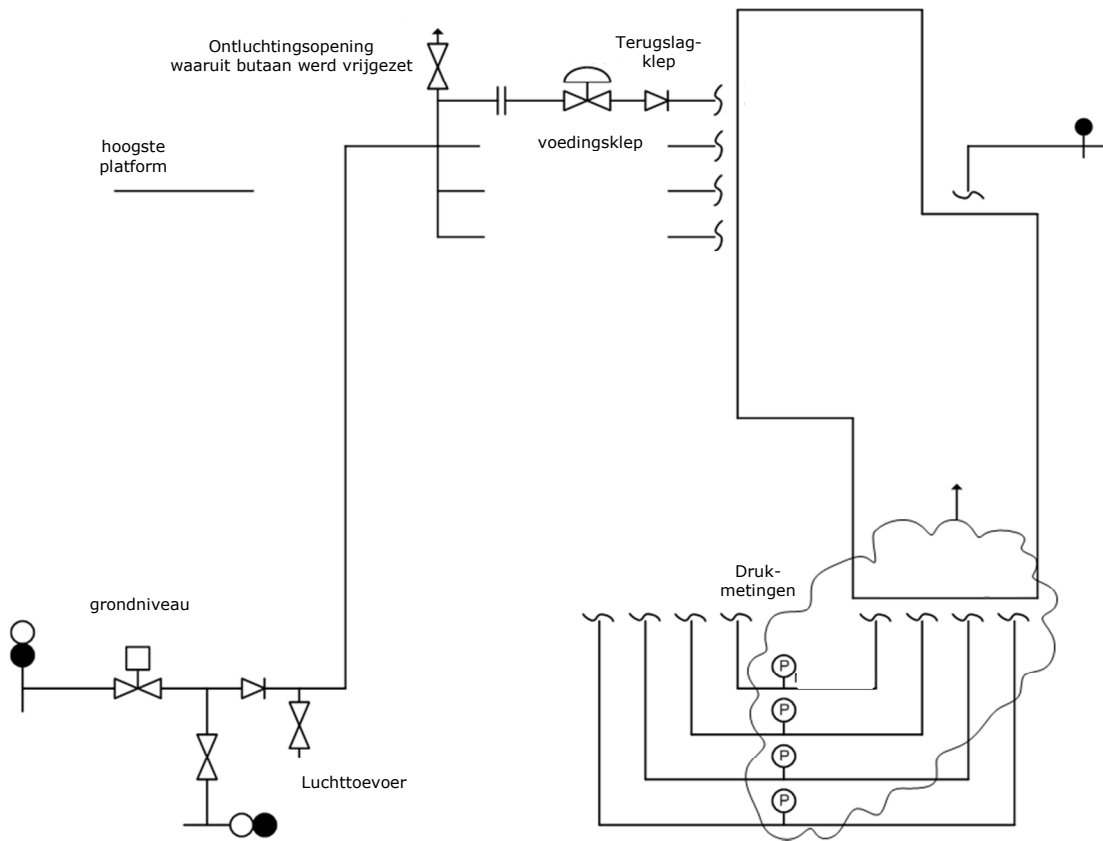 Ontluchtingsopening
waaruit butaan werd vrijgezet
Terugslag-
klep
hoogste
platform
voedingsklep
Druk-
metingen
grondniveau
P
P
P
P
Luchttoevoer